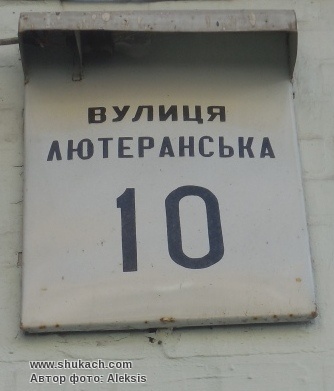 ВУЛИЦЯ
ЛЮТЕРАНСЬКА
10
www.shukach.com
Автор фото: Aleksis